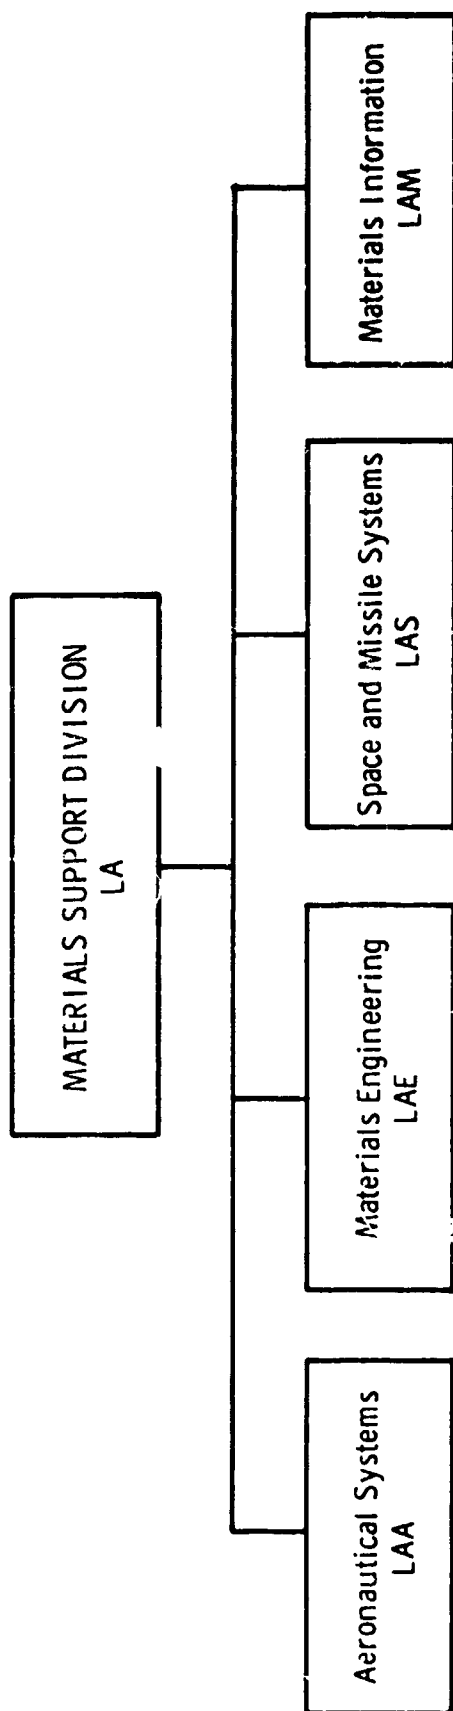 MATERIALS SUPPORT DIVISION
LA
Aeronautical Systems
LAA
Materials Engineering
LAE
Space and Missile Systems
LAS
Materials Information
LAM